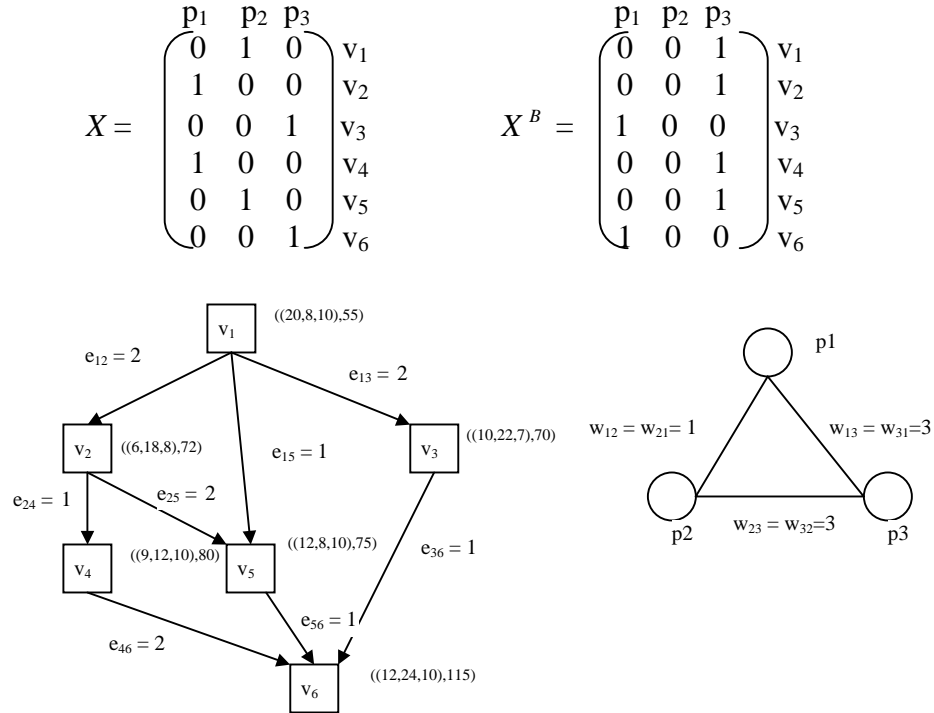 p₁ p₂ p₃
0 1 0 v₁
1 0 0 v₂
X = 0 0 1 v₃
1 0 0 v₄
0 1 0 v₅
0 0 1 v₆
p₁ p₂ p₃
0 0 1 v₁
0 0 1 v₂
Xᴮ = 1 0 0 v₃
0 0 1 v₄
0 0 1 v₅
1 0 0 v₆
v₁ ((20,8,10),55)
e₁₂ = 2
e₁₃ = 2
v₂ ((6,18,8),72)
e₁₅ = 1
v₃ ((10,22,7),70)
e₂₄ = 1
e₂₅ = 2
v₄ ((9,12,10),80)
v₅ ((12,8,10),75)
e₃₆ = 1
e₄₆ = 2
e₅₆ = 1
v₆ ((12,24,10),115)
p1
w₁₂ = w₂₁= 1
w₁₃ = w₃₁=3
p2
w₂₃ = w₃₂=3
p3